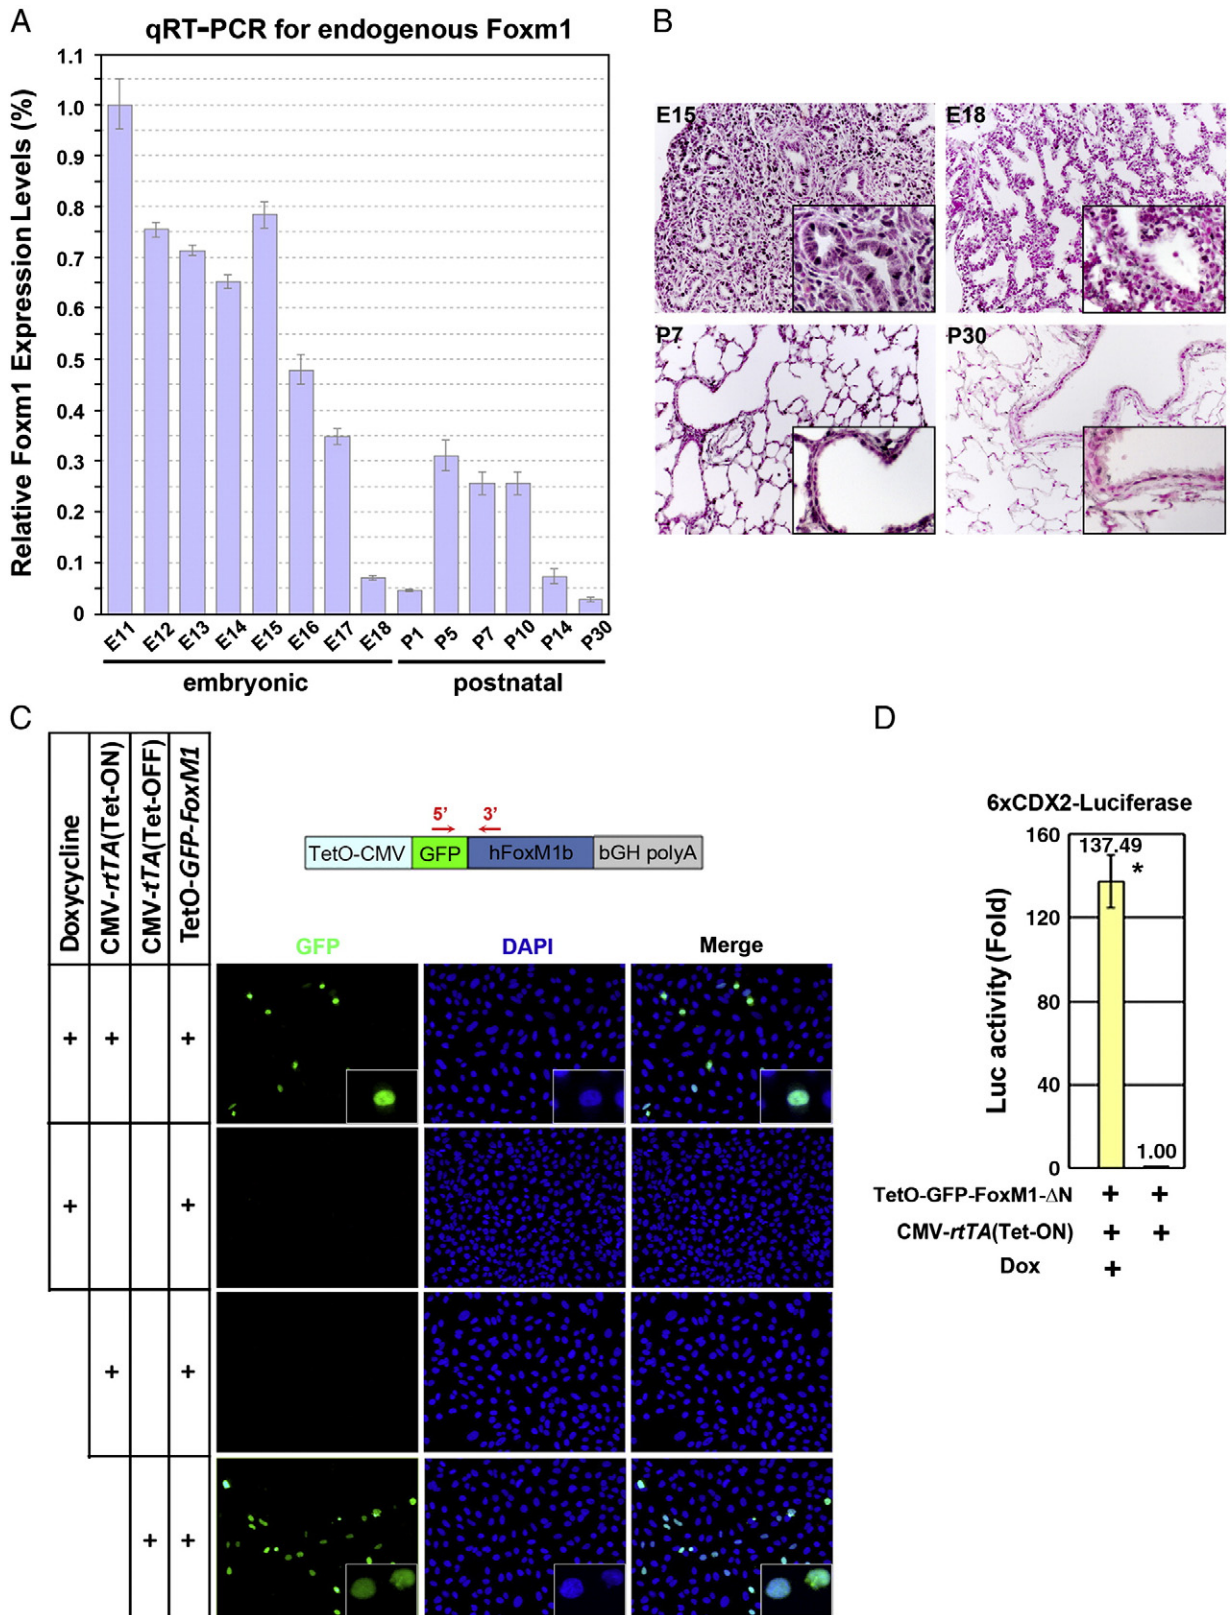 A
qRT-PCR for endogenous Foxm1
Relative Foxm1 Expression Levels (%)
1.1
1.0
0.9
0.8
0.7
0.6
0.5
0.4
0.3
0.2
0.1
0
E11 E12 E13 E14 E15 E16 E17 E18 P1 P5 P7 P10 P14 P30
embryonic postnatal
B
E15 E18
P7 P30
C
Doxycycline
CMV-rtTA(Tet-ON)
CMV-tTA(Tet-OFF)
TetO-GFP-FoxM1
5' 3'
TetO-CMV GFP hFoxM1b bGH polyA
GFP DAPI Merge
+ + +
+ +
+ +
+ +
D
6xCDX2-Luciferase
Luc activity (Fold)
160
120
80
40
0
137.49
*
1.00
TetO-GFP-FoxM1-ΔN + +
CMV-rtTA(Tet-ON) + +
Dox +